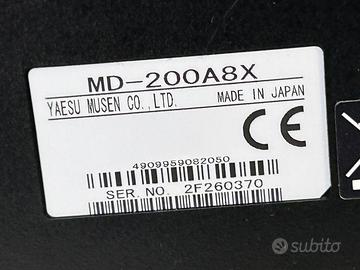 MD-200A8X
YAESU MUSEN CO.,LTD. MADE IN JAPAN
CE
4909959082050
SER.NO. 2F260370
subito